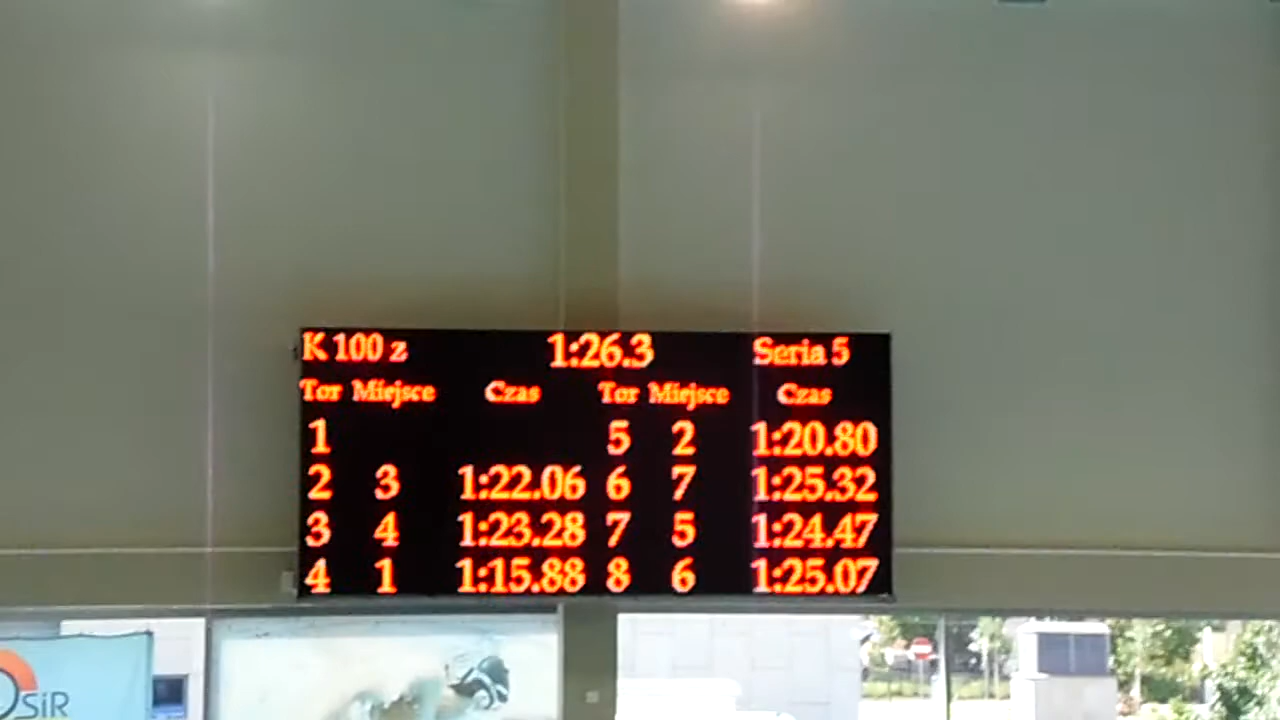 K 100 z 1:26.3 Seria 5
Tor Miejsce Czas Tor Miejsce Czas
1 5 2 1:20.80
2 3 1:22.06 6 7 1:25.32
3 4 1:23.28 7 5 1:24.47
4 1 1:15.88 8 6 1:25.07
OSiR